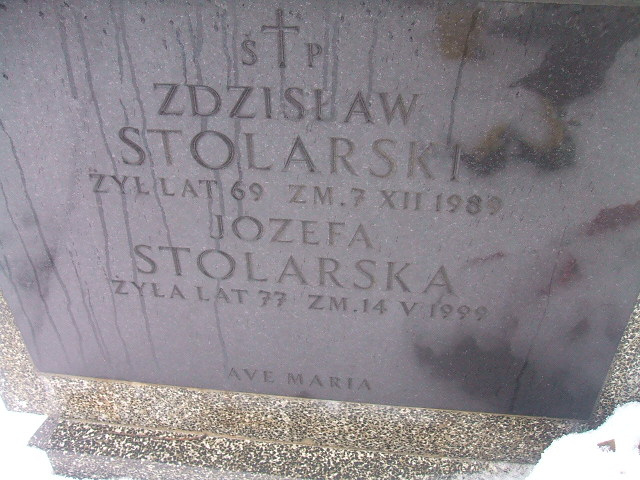 Ś P
ZDZISŁAW
STOLARSKI
ŻYŁ LAT 69 ZM. 7 XII 1989
JÓZEFA
STOLARSKA
ŻYŁA LAT 77 ZM. 14 V 1999
AVE MARIA